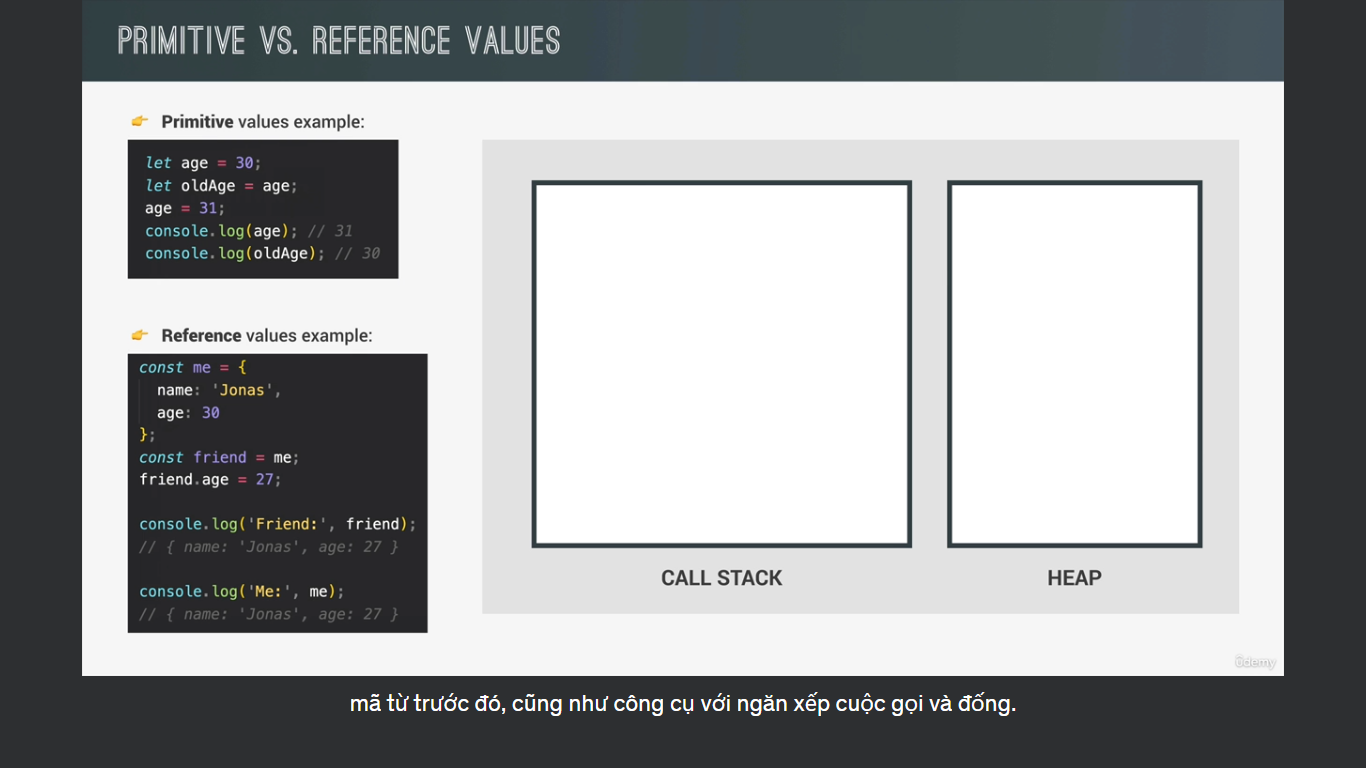 PRIMITIVE VS. REFERENCE VALUES
👉 Primitive values example:
let age = 30;
let oldAge = age;
age = 31;
console.log(age); // 31
console.log(oldAge); // 30
👉 Reference values example:
const me = {
  name: 'Jonas',
  age: 30
};
const friend = me;
friend.age = 27;
console.log('Friend:', friend);
// { name: 'Jonas', age: 27 }
console.log('Me:', me);
// { name: 'Jonas', age: 27 }
CALL STACK
HEAP
Udemy
mã từ trước đó, cũng như công cụ với ngăn xếp cuộc gọi và đống.